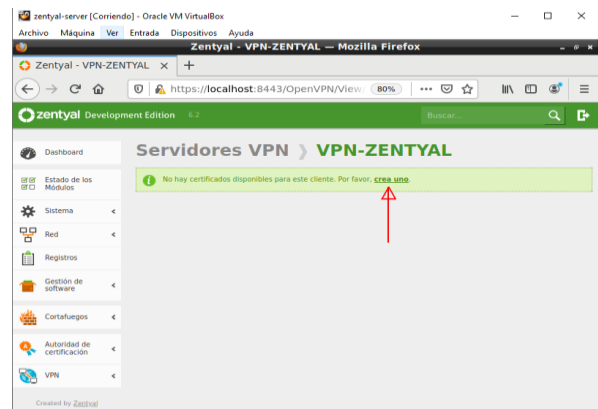 zentyal-server [Corriendo] - Oracle VM VirtualBox
Archivo Máquina Ver Entrada Dispositivos Ayuda
Zentyal - VPN-ZENTYAL — Mozilla Firefox
Zentyal - VPN-ZENTYAL
https://localhost:8443/OpenVPN/View/
80%
zentyal Development Edition 6.2
Buscar...
Dashboard
Estado de los
Módulos
Sistema
Red
Registros
Gestión de
software
Cortafuegos
Autoridad de
certificación
VPN
Created by Zentyal
Servidores VPN VPN-ZENTYAL
No hay certificados disponibles para este cliente. Por favor, crea uno.